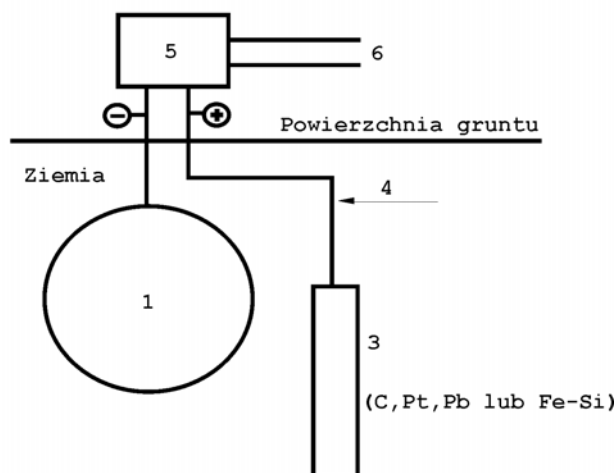 5
6
− +
Powierzchnia gruntu
Ziemia
4
1
3
(C,Pt,Pb lub Fe-Si)